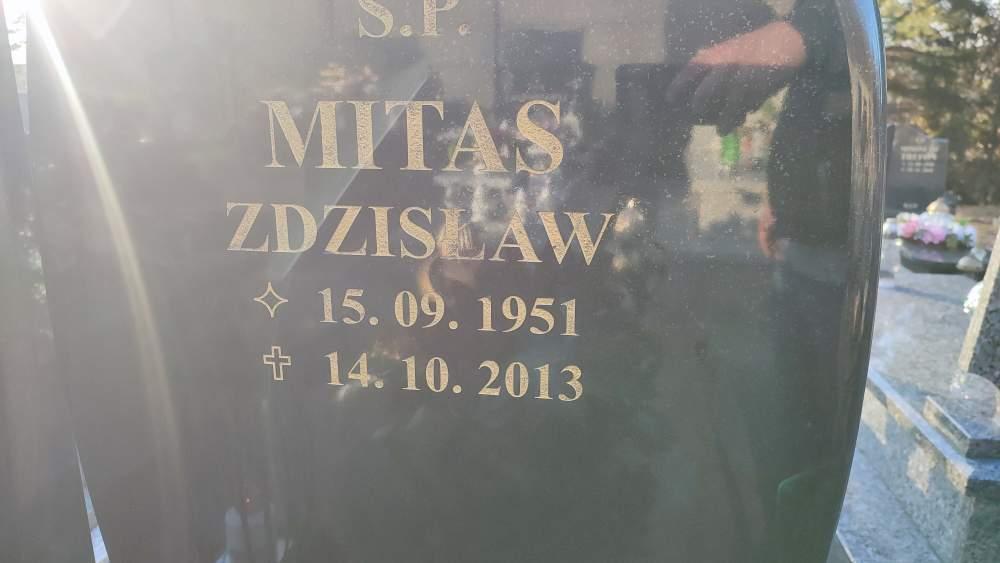 Ś.P.
MITAS
ZDZISŁAW
15. 09. 1951
14. 10. 2013